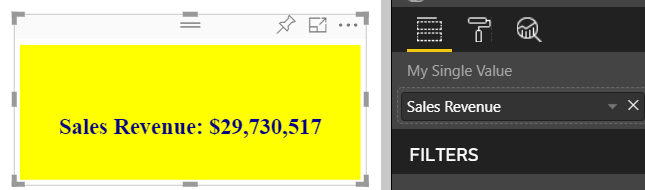 Sales Revenue: $29,730,517
My Single Value
Sales Revenue
FILTERS